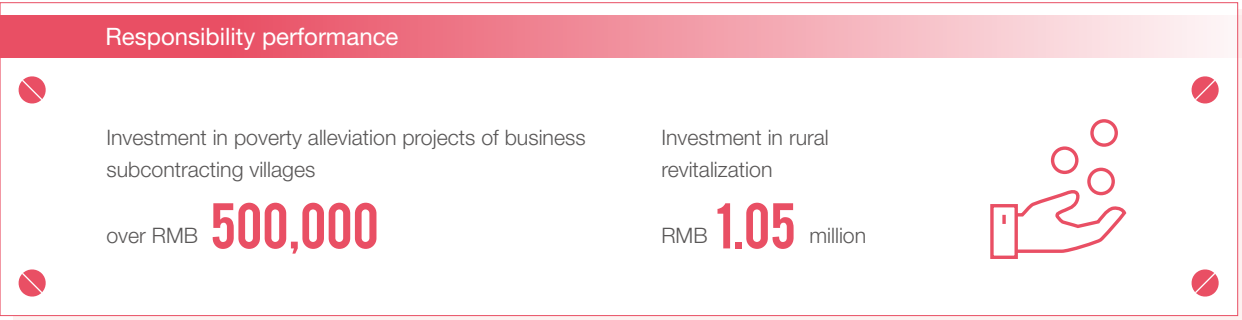 Responsibility performance
Investment in poverty alleviation projects of business
subcontracting villages
over RMB 500,000
Investment in rural
revitalization
RMB 1.05 million